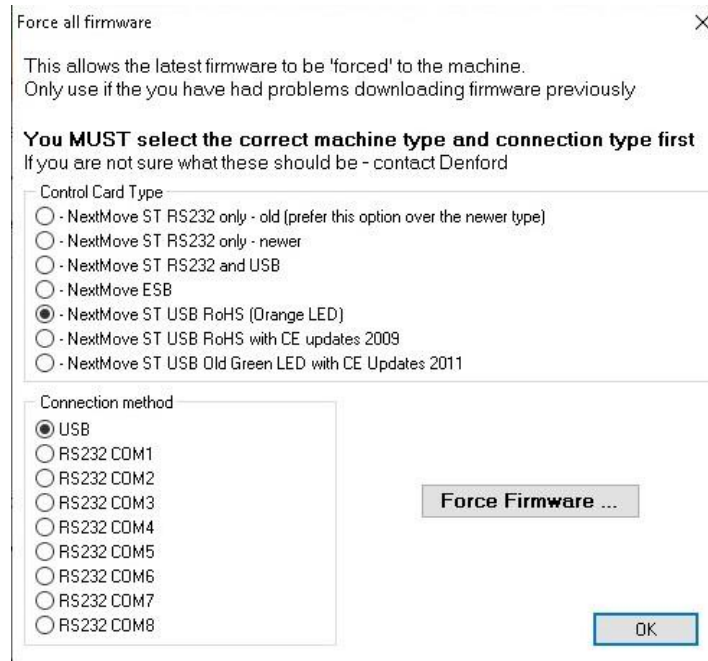 Force all firmware
This allows the latest firmware to be 'forced' to the machine.
Only use if the you have had problems downloading firmware previously
You MUST select the correct machine type and connection type first
If you are not sure what these should be - contact Denford
Control Card Type
- NextMove ST RS232 only - old (prefer this option over the newer type)
- NextMove ST RS232 only - newer
- NextMove ST RS232 and USB
- NextMove ESB
- NextMove ST USB RoHS (Orange LED)
- NextMove ST USB RoHS with CE updates 2009
- NextMove ST USB Old Green LED with CE Updates 2011
Connection method
USB
RS232 COM1
RS232 COM2
RS232 COM3
RS232 COM4
RS232 COM5
RS232 COM6
RS232 COM7
RS232 COM8
Force Firmware ...
OK